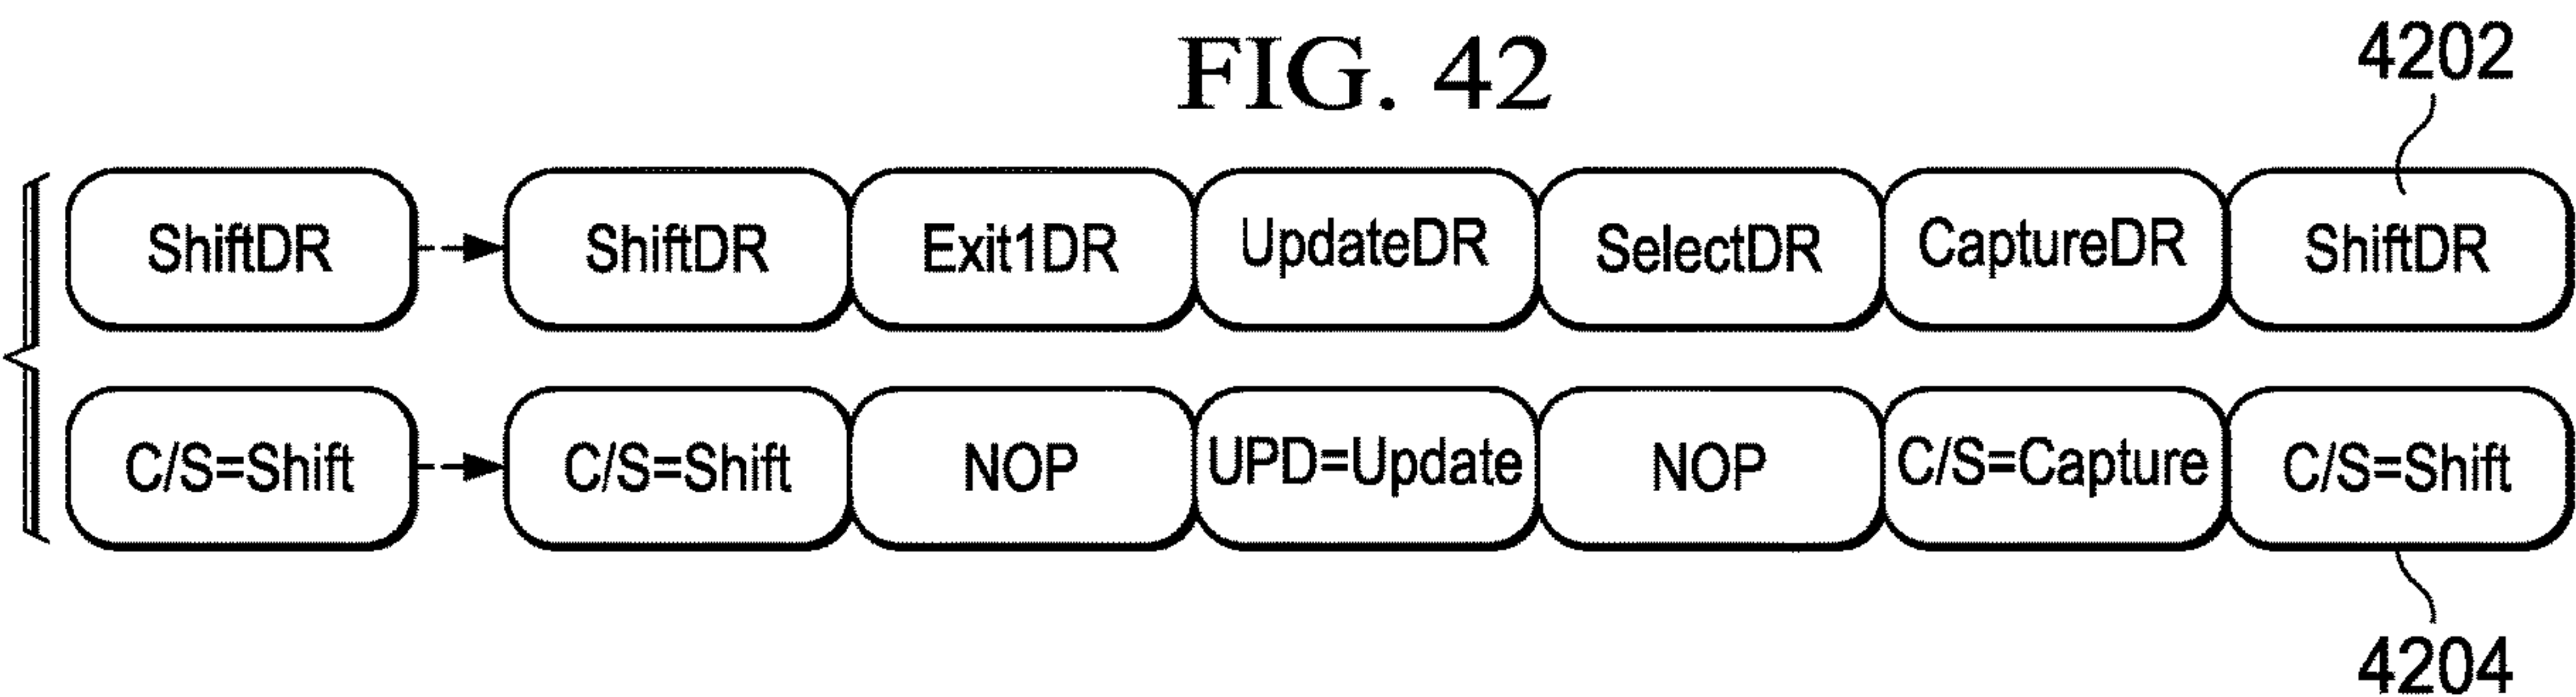 FIG. 42
4202
ShiftDR ShiftDR Exit1DR UpdateDR SelectDR CaptureDR ShiftDR
C/S=Shift C/S=Shift NOP UPD=Update NOP C/S=Capture C/S=Shift
4204